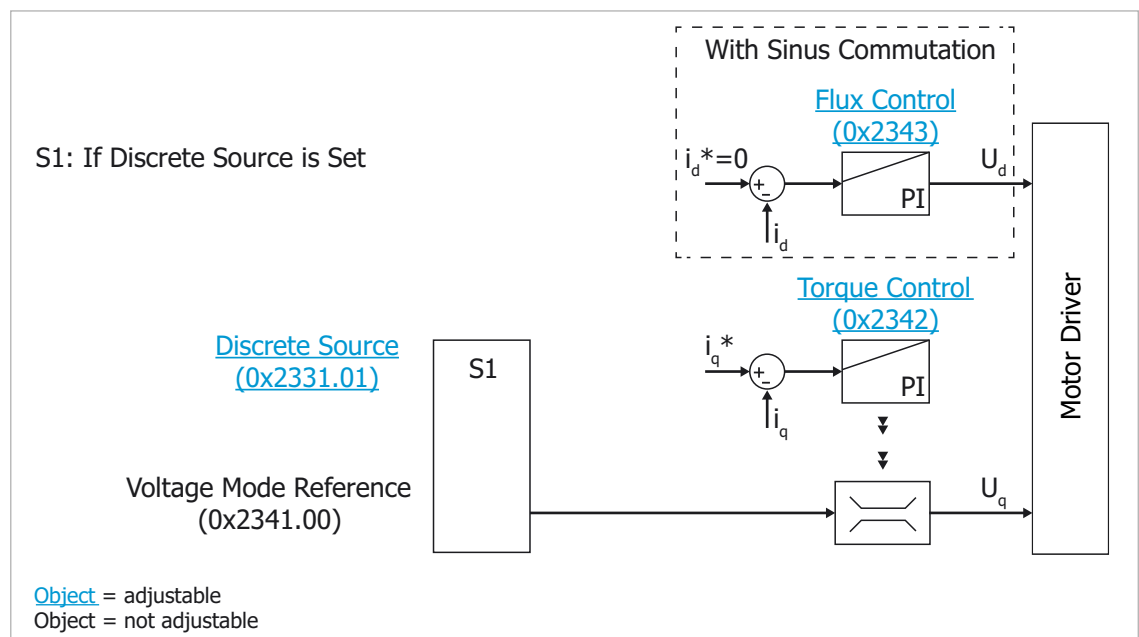 With Sinus Commutation
Flux Control
(0x2343)
S1: If Discrete Source is Set
i_d*=0
+
-
PI
U_d
i_d
Torque Control
(0x2342)
Discrete Source
(0x2331.01)
S1
i_q*
+
-
PI
i_q
Motor Driver
Voltage Mode Reference
(0x2341.00)
U_q
Object = adjustable
Object = not adjustable